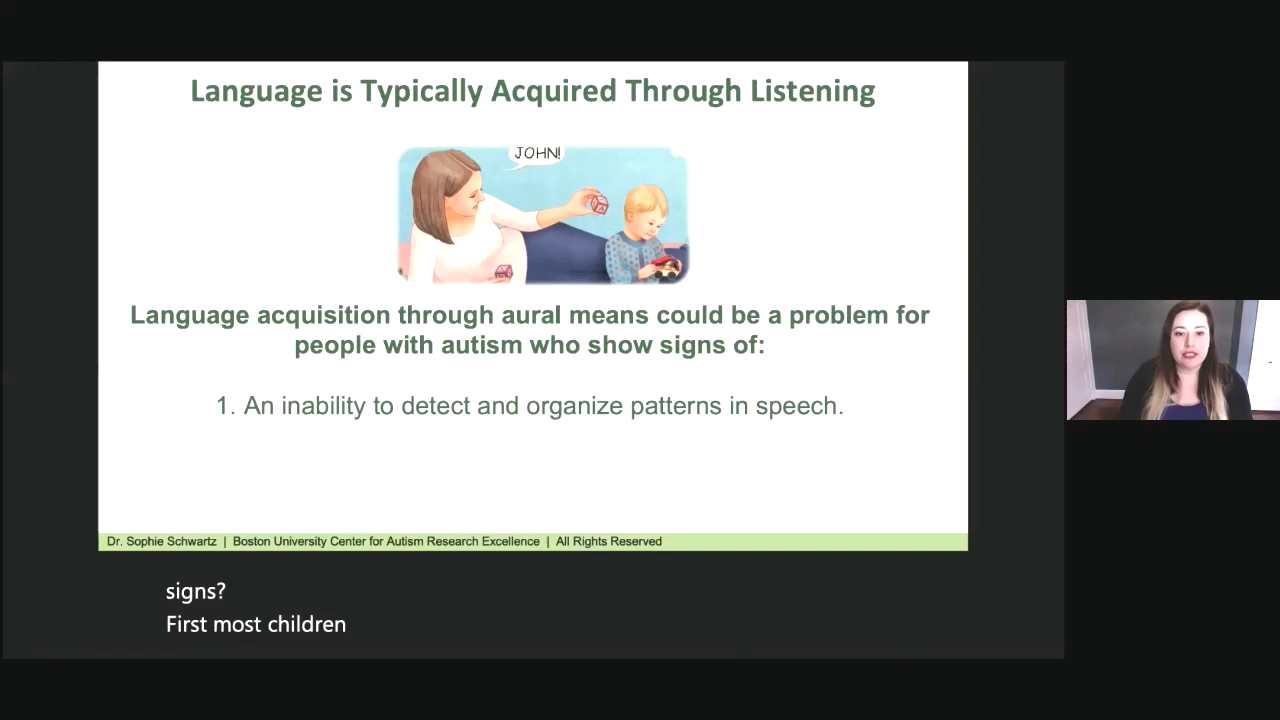 Language is Typically Acquired Through Listening
JOHN!
Language acquisition through aural means could be a problem for
people with autism who show signs of:
1. An inability to detect and organize patterns in speech.
Dr. Sophie Schwartz | Boston University Center for Autism Research Excellence | All Rights Reserved
signs?
First most children